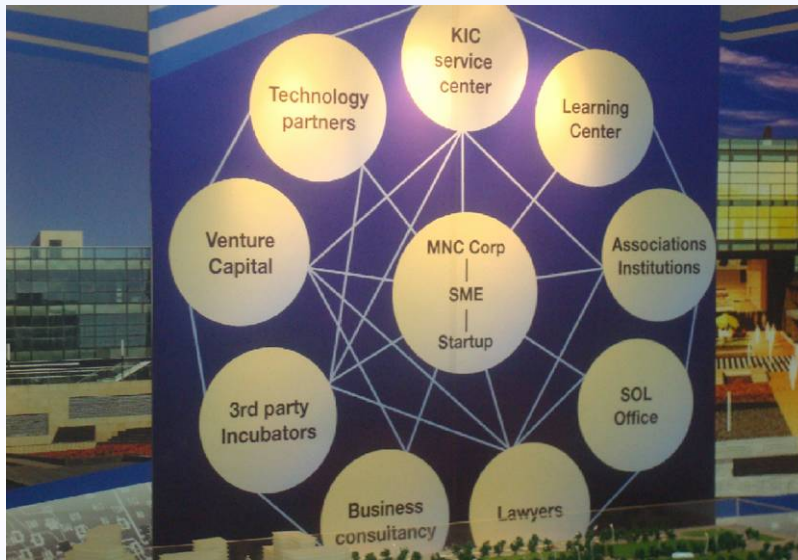 KIC
service
center
Technology
partners
Learning
Center
Venture
Capital
MNC Corp
SME
Startup
Associations
Institutions
3rd party
Incubators
SOL
Office
Business
consultancy
Lawyers